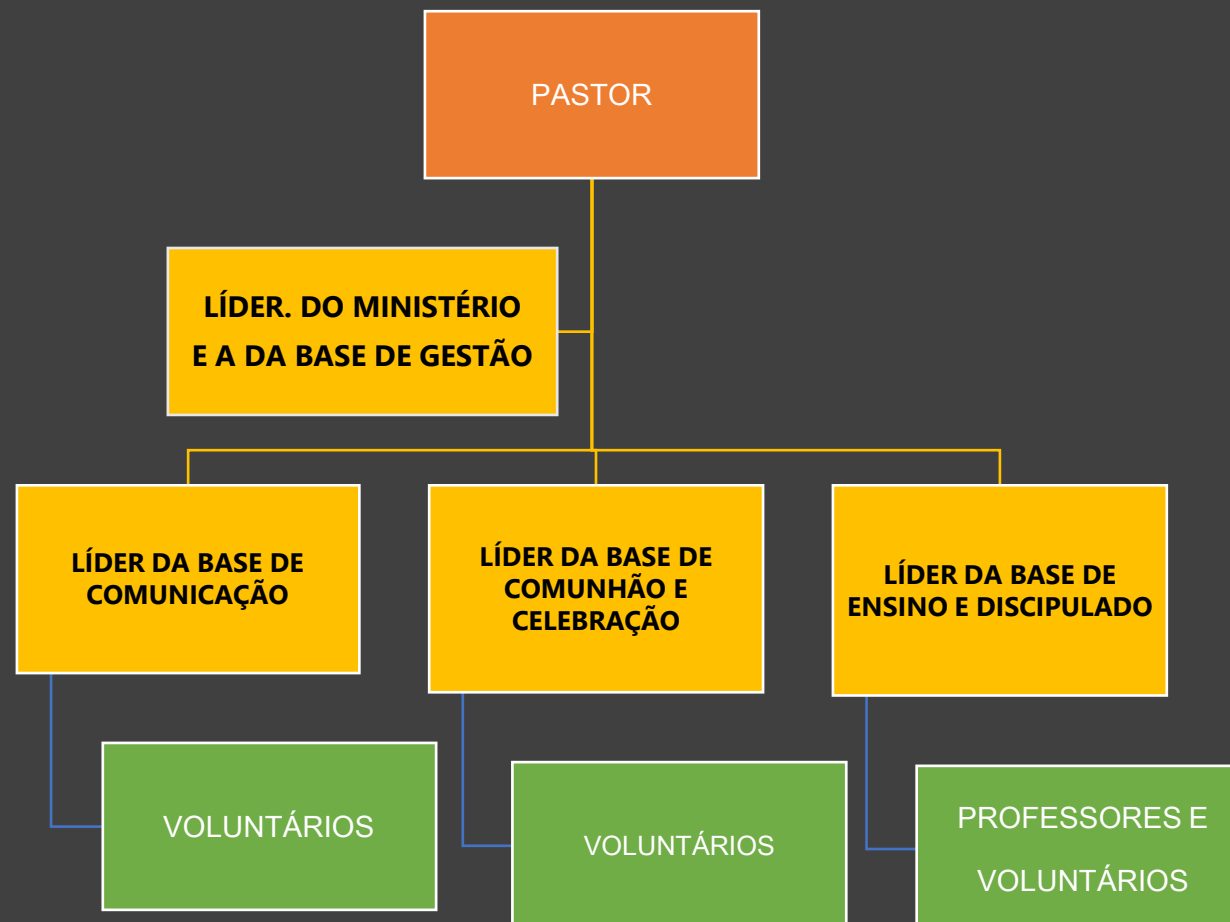 PASTOR
LÍDER. DO MINISTÉRIO
E A DA BASE DE GESTÃO
LÍDER DA BASE DE
COMUNICAÇÃO
LÍDER DA BASE DE
COMUNHÃO E
CELEBRAÇÃO
LÍDER DA BASE DE
ENSINO E DISCIPULADO
VOLUNTÁRIOS
VOLUNTÁRIOS
PROFESSORES E
VOLUNTÁRIOS